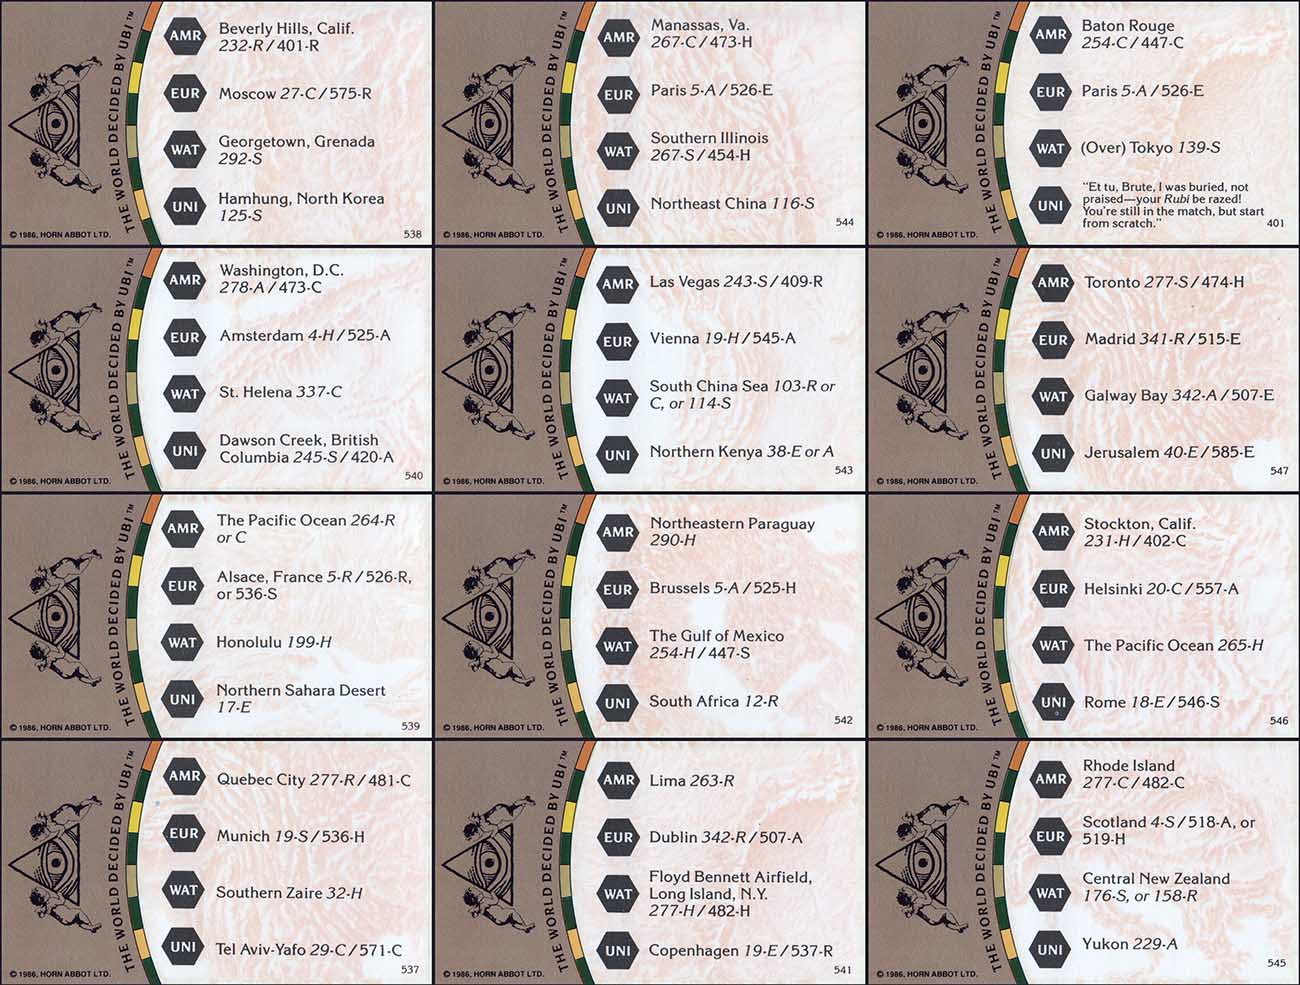 THE WORLD DECIDED BY UBI™
AMR
Beverly Hills, Calif.
232-R / 401-R
EUR
Moscow 27-C / 575-R
WAT
Georgetown, Grenada
292-S
UNI
Hamhung, North Korea
125-S
© 1986, HORN ABBOT LTD.
538
THE WORLD DECIDED BY UBI™
AMR
Manassas, Va.
267-C / 473-H
EUR
Paris 5-A / 526-E
WAT
Southern Illinois
267-S / 454-H
UNI
Northeast China 116-S
© 1986, HORN ABBOT LTD.
544
THE WORLD DECIDED BY UBI™
AMR
Baton Rouge
254-C / 447-C
EUR
Paris 5-A / 526-E
WAT
(Over) Tokyo 139-S
UNI
"Et tu, Brute, I was buried, not
praised—your Rubi be razed!
You're still in the match, but start
from scratch."
© 1986, HORN ABBOT LTD.
401
THE WORLD DECIDED BY UBI™
AMR
Washington, D.C.
278-A / 473-C
EUR
Amsterdam 4-H / 525-A
WAT
St. Helena 337-C
UNI
Dawson Creek, British
Columbia 245-S / 420-A
© 1986, HORN ABBOT LTD.
540
THE WORLD DECIDED BY UBI™
AMR
Las Vegas 243-S / 409-R
EUR
Vienna 19-H / 545-A
WAT
South China Sea 103-R or
C, or 114-S
UNI
Northern Kenya 38-E or A
© 1986, HORN ABBOT LTD.
543
THE WORLD DECIDED BY UBI™
AMR
Toronto 277-S / 474-H
EUR
Madrid 341-R / 515-E
WAT
Galway Bay 342-A / 507-E
UNI
Jerusalem 40-E / 585-E
© 1986, HORN ABBOT LTD.
547
THE WORLD DECIDED BY UBI™
AMR
The Pacific Ocean 264-R
or C
EUR
Alsace, France 5-R / 526-R,
or 536-S
WAT
Honolulu 199-H
UNI
Northern Sahara Desert
17-E
© 1986, HORN ABBOT LTD.
539
THE WORLD DECIDED BY UBI™
AMR
Northeastern Paraguay
290-H
EUR
Brussels 5-A / 525-H
WAT
The Gulf of Mexico
254-H / 447-S
UNI
South Africa 12-R
© 1986, HORN ABBOT LTD.
542
THE WORLD DECIDED BY UBI™
AMR
Stockton, Calif.
231-H / 402-C
EUR
Helsinki 20-C / 557-A
WAT
The Pacific Ocean 265-H
UNI
Rome 18-E / 546-S
© 1986, HORN ABBOT LTD.
546
THE WORLD DECIDED BY UBI™
AMR
Quebec City 277-R / 481-C
EUR
Munich 19-S / 536-H
WAT
Southern Zaire 32-H
UNI
Tel Aviv-Yafo 29-C / 571-C
© 1986, HORN ABBOT LTD.
537
THE WORLD DECIDED BY UBI™
AMR
Lima 263-R
EUR
Dublin 342-R / 507-A
WAT
Floyd Bennett Airfield,
Long Island, N.Y.
277-H / 482-H
UNI
Copenhagen 19-E / 537-R
© 1986, HORN ABBOT LTD.
541
THE WORLD DECIDED BY UBI™
AMR
Rhode Island
277-C / 482-C
EUR
Scotland 4-S / 518-A, or
519-H
WAT
Central New Zealand
176-S, or 158-R
UNI
Yukon 229-A
© 1986, HORN ABBOT LTD.
545